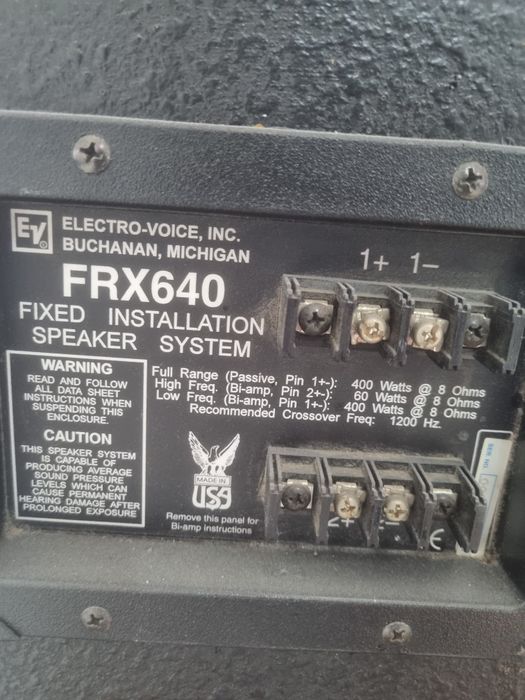 EV
ELECTRO-VOICE, INC.
BUCHANAN, MICHIGAN
FRX640
FIXED INSTALLATION
SPEAKER SYSTEM
1+ 1–
WARNING
READ AND FOLLOW
ALL DATA SHEET
INSTRUCTIONS WHEN
SUSPENDING THIS
ENCLOSURE.
Full Range (Passive, Pin 1+-): 400 Watts @ 8 Ohms
High Freq. (Bi-amp, Pin 2+-): 60 Watts @ 8 Ohms
Low Freq. (Bi-amp, Pin 1+-): 400 Watts @ 8 Ohms
Recommended Crossover Freq: 1200 Hz.
CAUTION
THIS SPEAKER SYSTEM
IS CAPABLE OF
PRODUCING AVERAGE
SOUND PRESSURE
LEVELS WHICH CAN
CAUSE PERMANENT
HEARING DAMAGE AFTER
PROLONGED EXPOSURE
MADE IN
USA
Remove this panel for
Bi-amp instructions
2+
CE
SER NO.